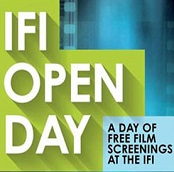 IFI
OPEN
DAY
A DAY OF
FREE FILM
SCREENINGS
AT THE IFI